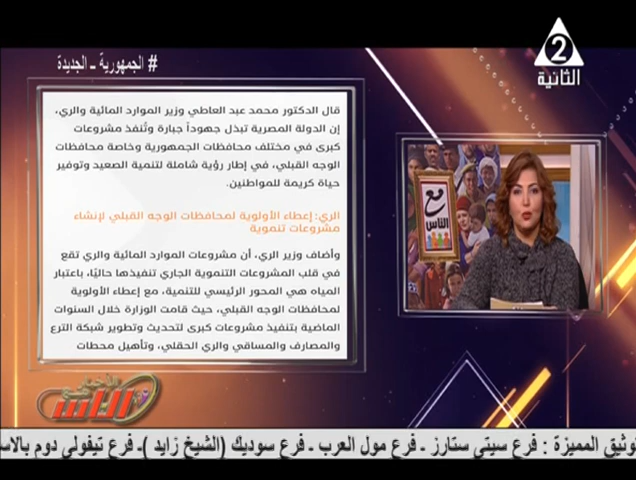 # الجمهورية ـ الجديدة
2
الثانية
قال الدكتور محمد عبد العاطي وزير الموارد المائية والري،
إن الدولة المصرية تبذل جهوداً جبارة وتُنفذ مشروعات
كبرى في مختلف محافظات الجمهورية وخاصة محافظات
الوجه القبلي، في إطار رؤية شاملة لتنمية الصعيد وتوفير
حياة كريمة للمواطنين.
الري: إعطاء الأولوية لمحافظات الوجه القبلي لإنشاء
مشروعات تنموية
وأضاف وزير الري، أن مشروعات الموارد المائية والري تقع
في قلب المشروعات التنموية الجاري تنفيذها حاليًا، باعتبار
المياه هي المحور الرئيسي للتنمية، مع إعطاء الأولوية
لمحافظات الوجه القبلي، حيث قامت الوزارة خلال السنوات
الماضية بتنفيذ مشروعات كبرى لتحديث وتطوير شبكة الترع
والمصارف والمساقي والري الحقلي، وتأهيل محطات
مع
الناس
الناس
توثيق المميزة : فرع سيتي ستارز ـ فرع مول العرب ـ فرع سوديك (الشيخ زايد )ـ فرع تيفولي دوم بالاس